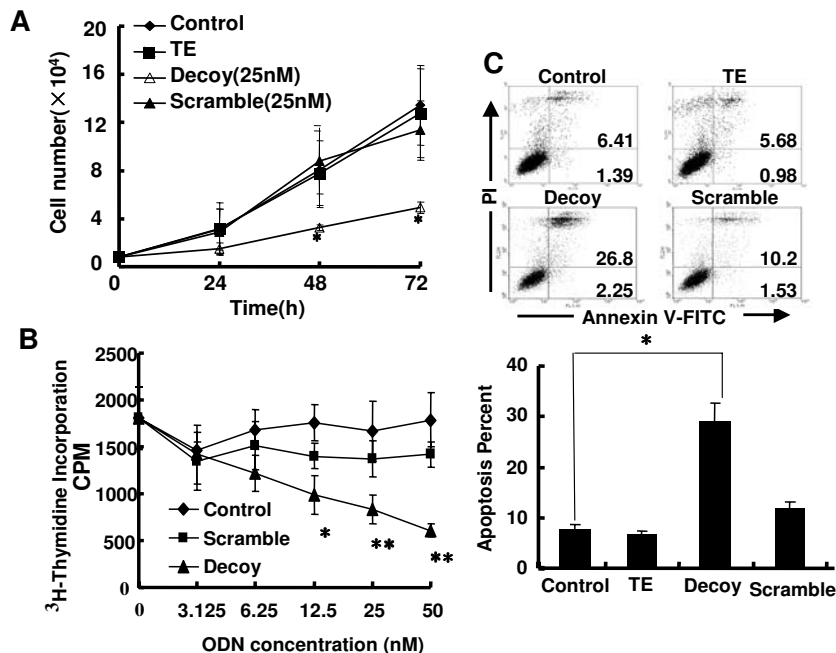 A
Control
TE
Decoy(25nM)
Scramble(25nM)
Cell number(×10⁴)
20
16
12
8
4
0
0
24
48
72
*
*
Time(h)
B
³H-Thymidine Incorporation
CPM
2500
2000
1500
1000
500
0
Control
Scramble
Decoy
*
**
**
0
3.125
6.25
12.5
25
50
ODN concentration (nM)
C
Control
TE
6.41
1.39
5.68
0.98
PI
Decoy
Scramble
26.8
2.25
10.2
1.53
Annexin V-FITC
*
Apoptosis Percent
40
30
20
10
0
Control
TE
Decoy
Scramble